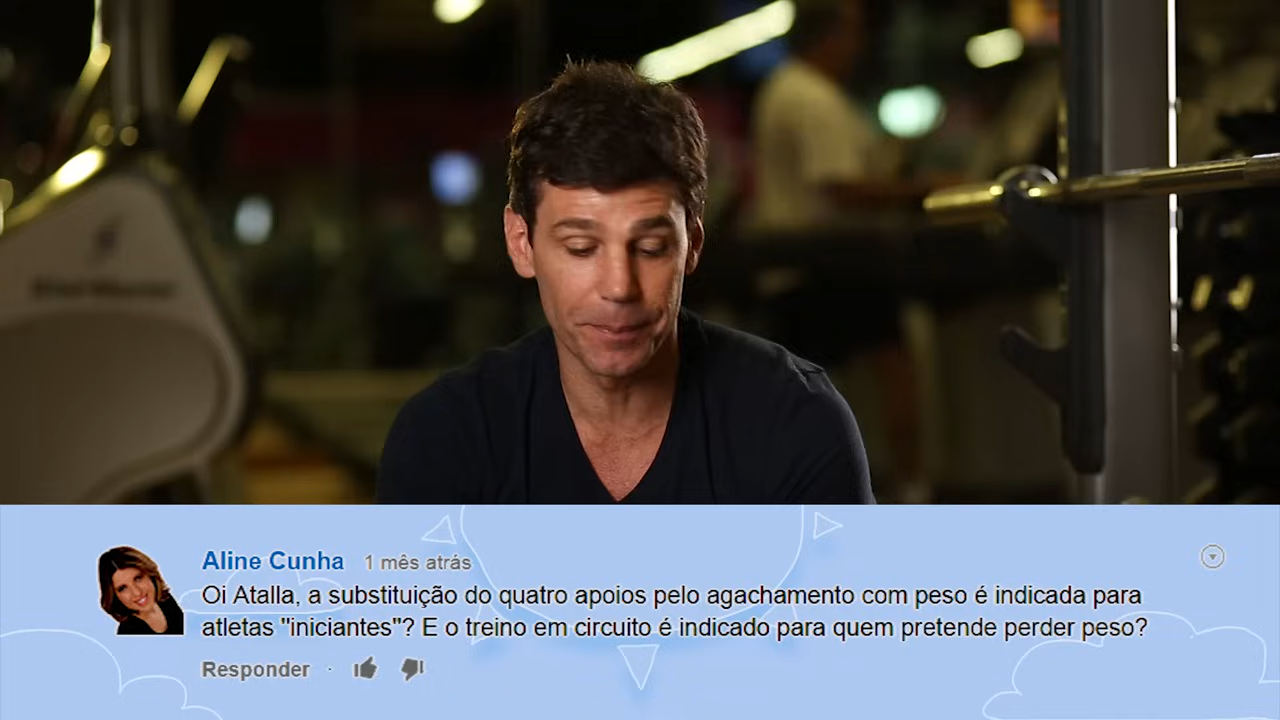 Aline Cunha 1 mês atrás
Oi Atalla, a substituição do quatro apoios pelo agachamento com peso é indicada para
atletas "iniciantes"? E o treino em circuito é indicado para quem pretende perder peso?
Responder ·